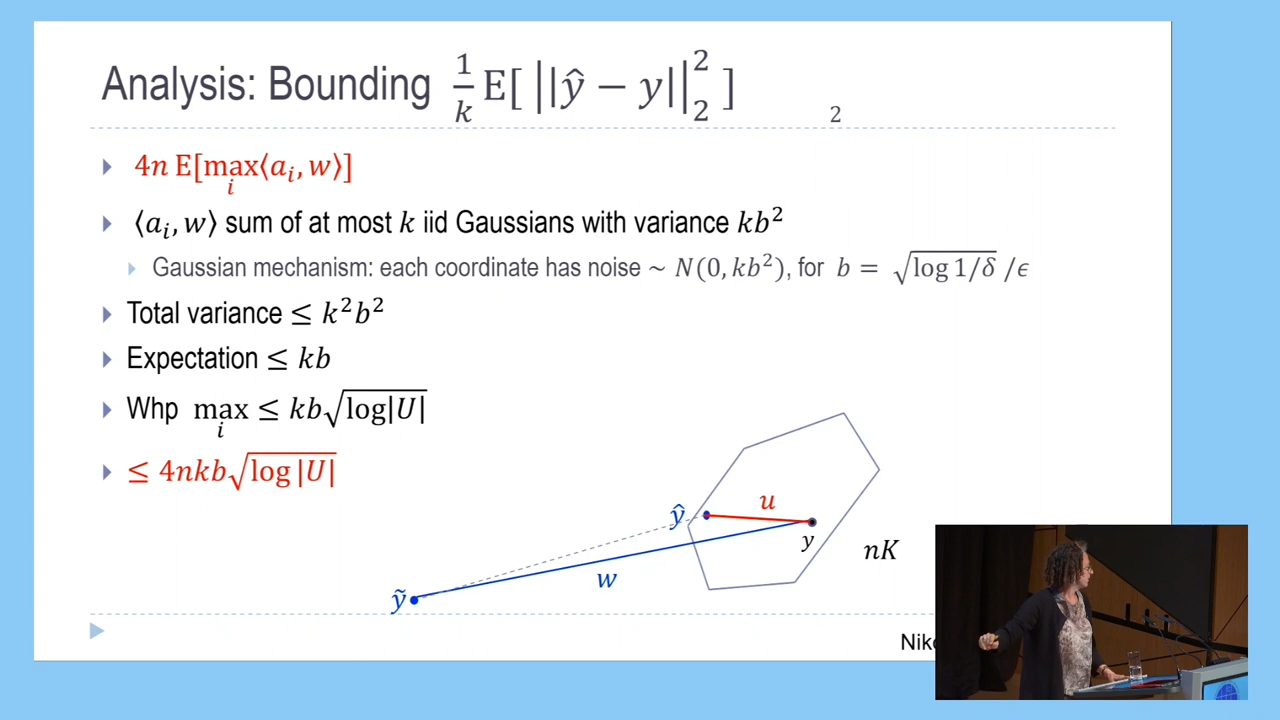 Analysis: Bounding 1/k E[ ||ŷ − y||₂² ]
2
4n E[max_i⟨a_i, w⟩]
⟨a_i, w⟩ sum of at most k iid Gaussians with variance kb²
Gaussian mechanism: each coordinate has noise ~ N(0, kb²), for b = √(log 1/δ) /ϵ
Total variance ≤ k²b²
Expectation ≤ kb
Whp max_i ≤ kb√(log|U|)
≤ 4nkb√(log |U|)
u
ŷ
y
nK
w
ỹ